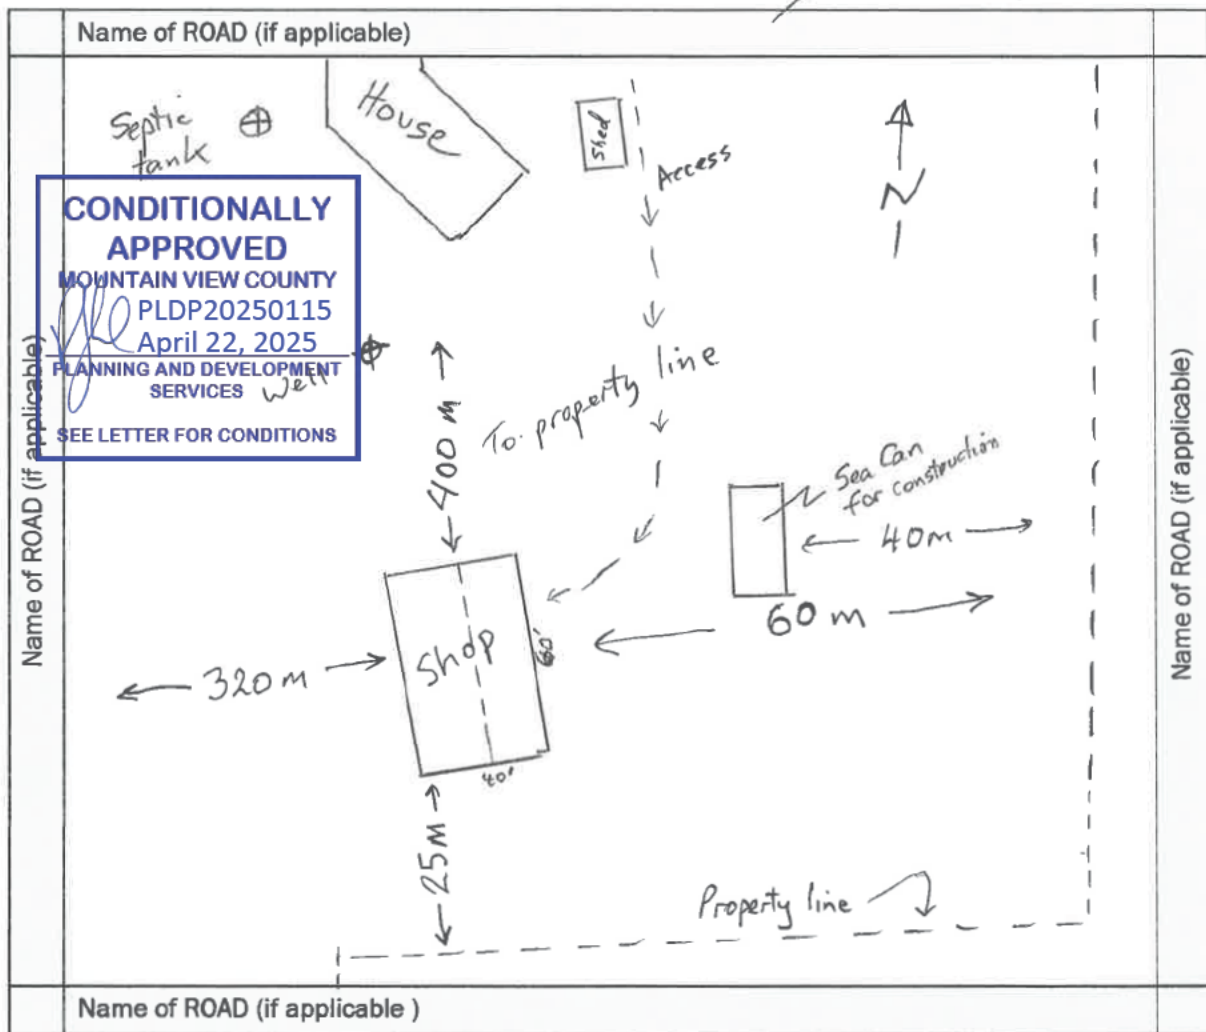 Name of ROAD (if applicable)
Septic
tank
House
Shed
Access
N
CONDITIONALLY
APPROVED
MOUNTAIN VIEW COUNTY
PLDP20250115
April 22, 2025
PLANNING AND DEVELOPMENT
SERVICES
SEE LETTER FOR CONDITIONS
Well
Name of ROAD (if applicable)
Name of ROAD (if applicable)
400 m
To property line
Sea Can
for construction
40m
60 m
320 m
Shop
60'
40'
25m
Property line
Name of ROAD (if applicable )